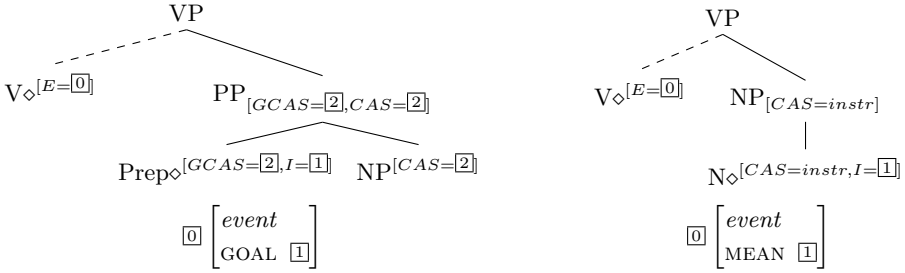 VP VP
V⋄[E=0] PP[GCAS=2,CAS=2] V⋄[E=0] NP[CAS=instr]
Prep⋄[GCAS=2,I=1] NP[CAS=2] N⋄[CAS=instr,I=1]
0 [event 0 [event
GOAL 1] MEAN 1]